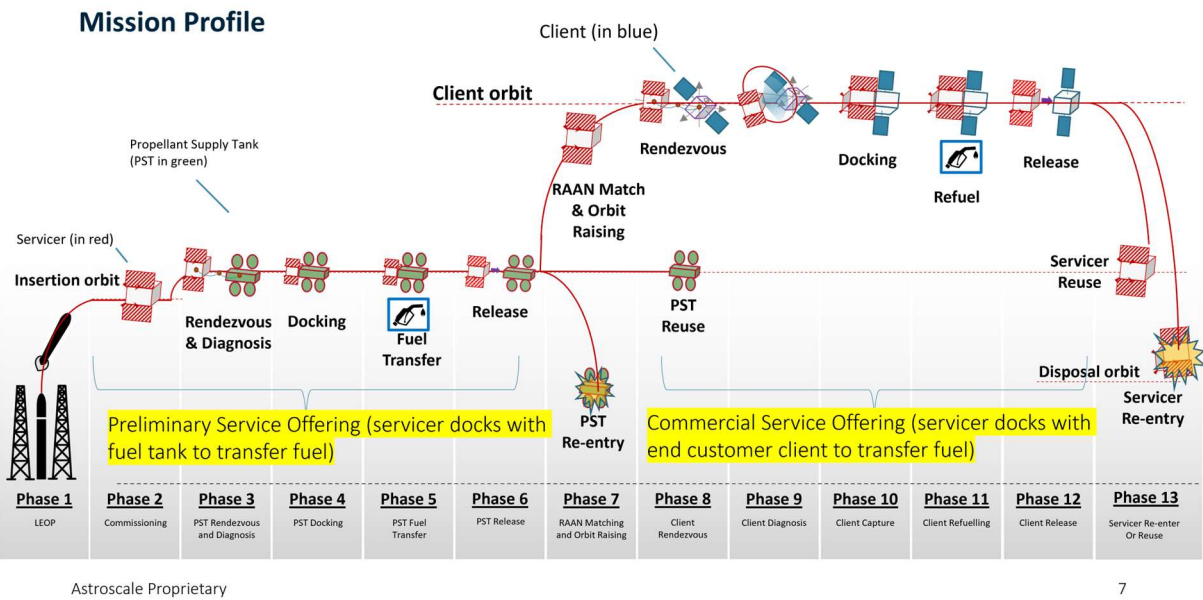 Mission Profile
Client (in blue)
Client orbit
Propellant Supply Tank
(PST in green)
Rendezvous
Docking
Refuel
Release
RAAN Match
& Orbit
Raising
Servicer (in red)
Insertion orbit
Rendezvous
& Diagnosis
Docking
Fuel
Transfer
Release
PST
Reuse
Servicer
Reuse
Disposal orbit
Servicer
Re-entry
PST
Re-entry
Preliminary Service Offering (servicer docks with
fuel tank to transfer fuel)
Commercial Service Offering (servicer docks with
end customer client to transfer fuel)
Phase 1
LEOP
Phase 2
Commissioning
Phase 3
PST Rendezvous
and Diagnosis
Phase 4
PST Docking
Phase 5
PST Fuel
Transfer
Phase 6
PST Release
Phase 7
RAAN Matching
and Orbit Raising
Phase 8
Client
Rendezvous
Phase 9
Client Diagnosis
Phase 10
Client Capture
Phase 11
Client Refuelling
Phase 12
Client Release
Phase 13
Servicer Re-enter
Or Reuse
Astroscale Proprietary
7